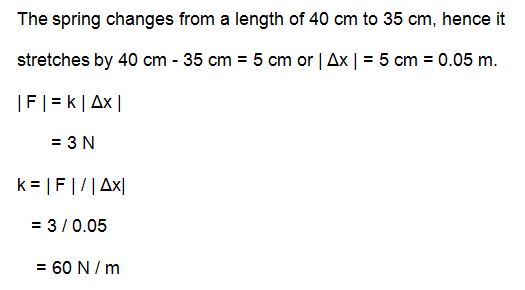 The spring changes from a length of 40 cm to 35 cm, hence it
stretches by 40 cm - 35 cm = 5 cm or | Δx | = 5 cm = 0.05 m.
| F | = k | Δx |
= 3 N
k = | F | / | Δx|
= 3 / 0.05
= 60 N / m